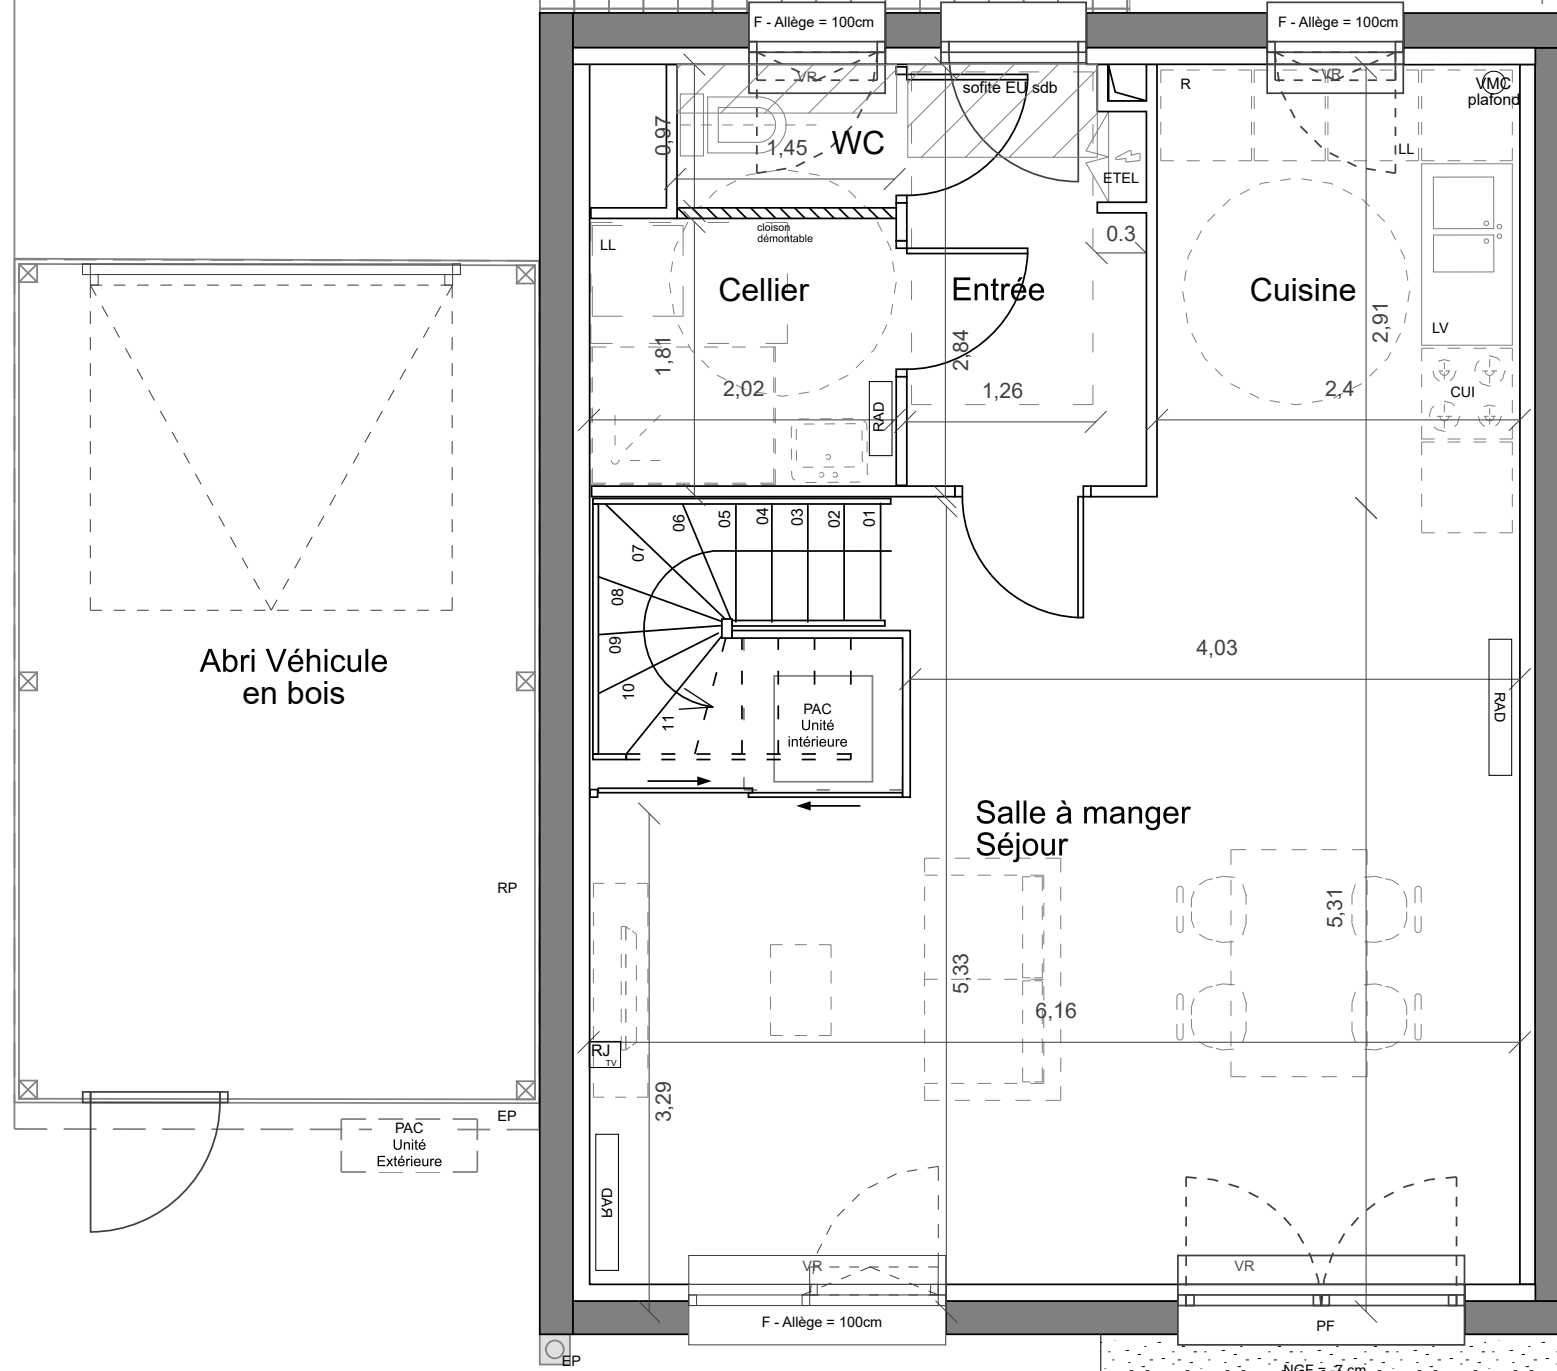 F - Allège = 100cm
F - Allège = 100cm
VR
sofite EU sdb
VR
R
VMC
plafond
0,97
1,45
WC
LL
ETEL
0.3
cloison
démontable
LL
Cellier
Entrée
Cuisine
2,91
LV
1,81
2,84
2,02
1,26
2,4
CUI
RAD
01
02
03
04
05
06
07
08
09
10
11
Abri Véhicule
en bois
4,03
RAD
PAC
Unité
intérieure
Salle à manger
Séjour
RP
5,31
5,33
6,16
RJ
TV
3,29
EP
PAC
Unité
Extérieure
RAD
VR
VR
F - Allège = 100cm
PF
EP
NGF = -7 cm